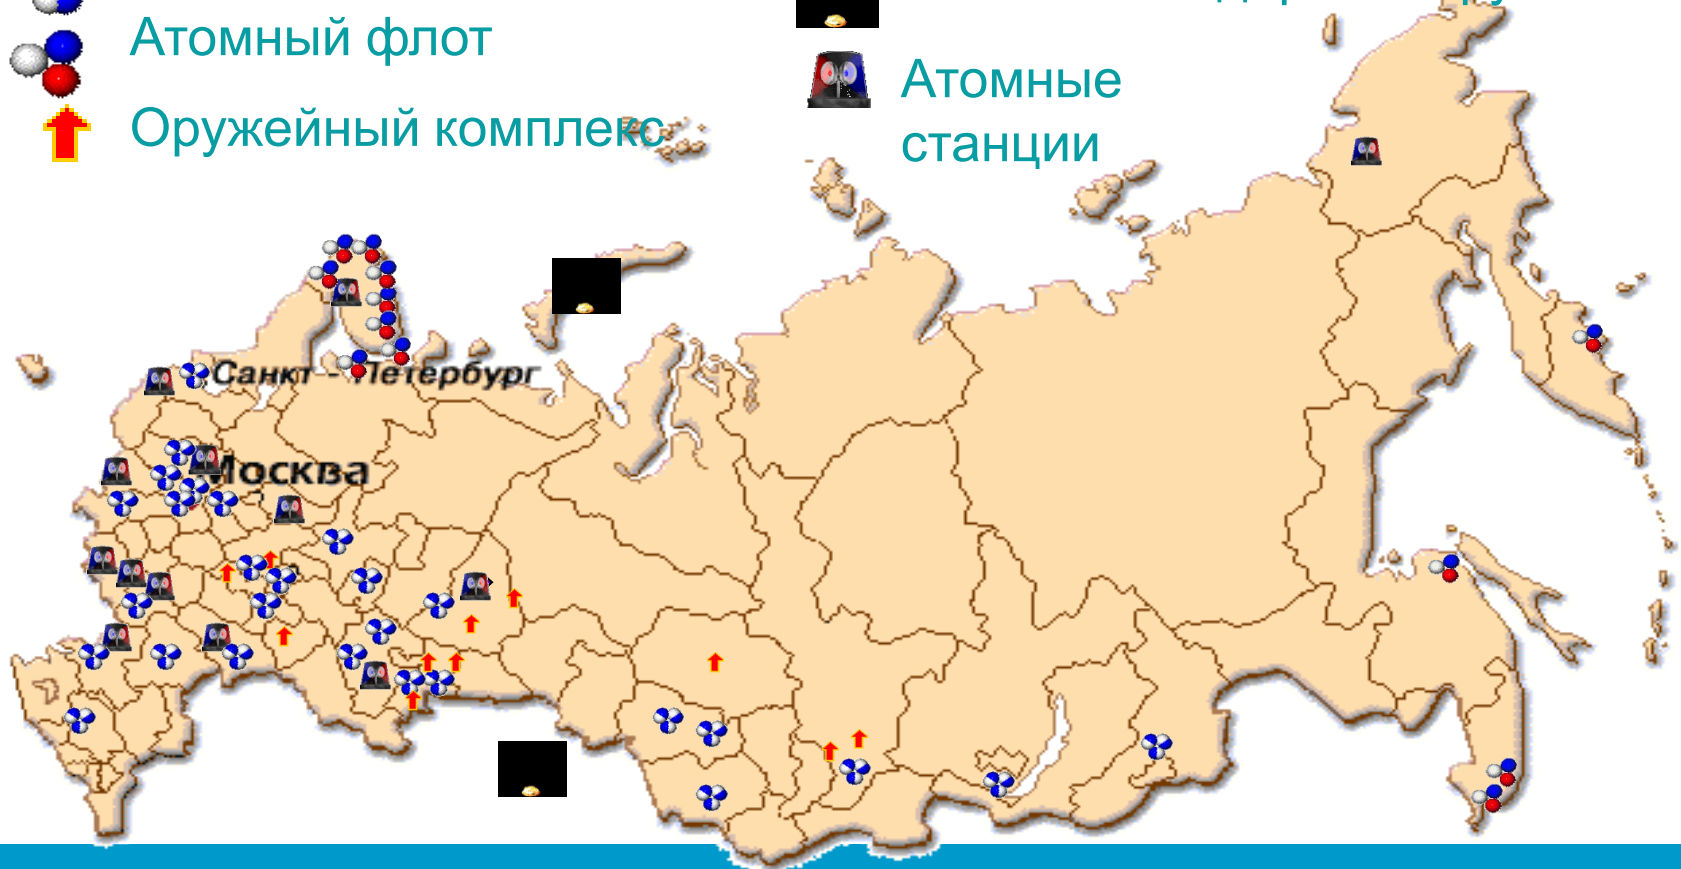 Атомный флот
Оружейный комплекс
Атомные
станции
Санкт - Петербург
Москва